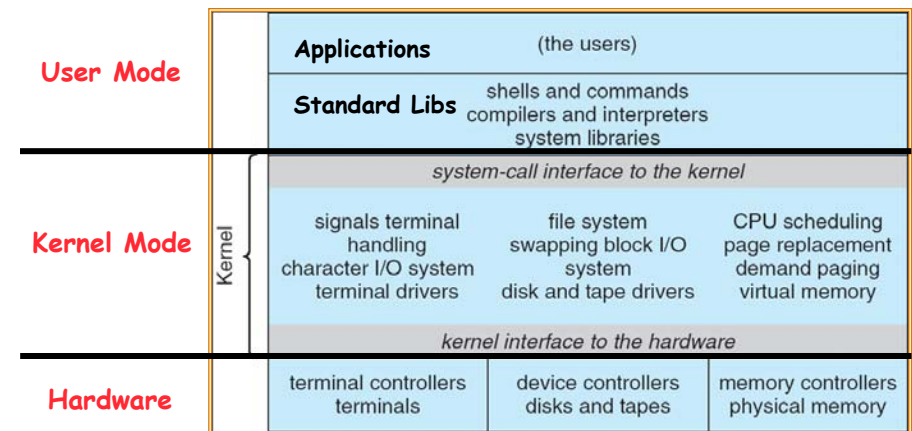 User Mode
Applications
(the users)
Standard Libs
shells and commands
compilers and interpreters
system libraries
Kernel Mode
Kernel
system-call interface to the kernel
signals terminal
handling
character I/O system
terminal drivers
file system
swapping block I/O
system
disk and tape drivers
CPU scheduling
page replacement
demand paging
virtual memory
kernel interface to the hardware
Hardware
terminal controllers
terminals
device controllers
disks and tapes
memory controllers
physical memory